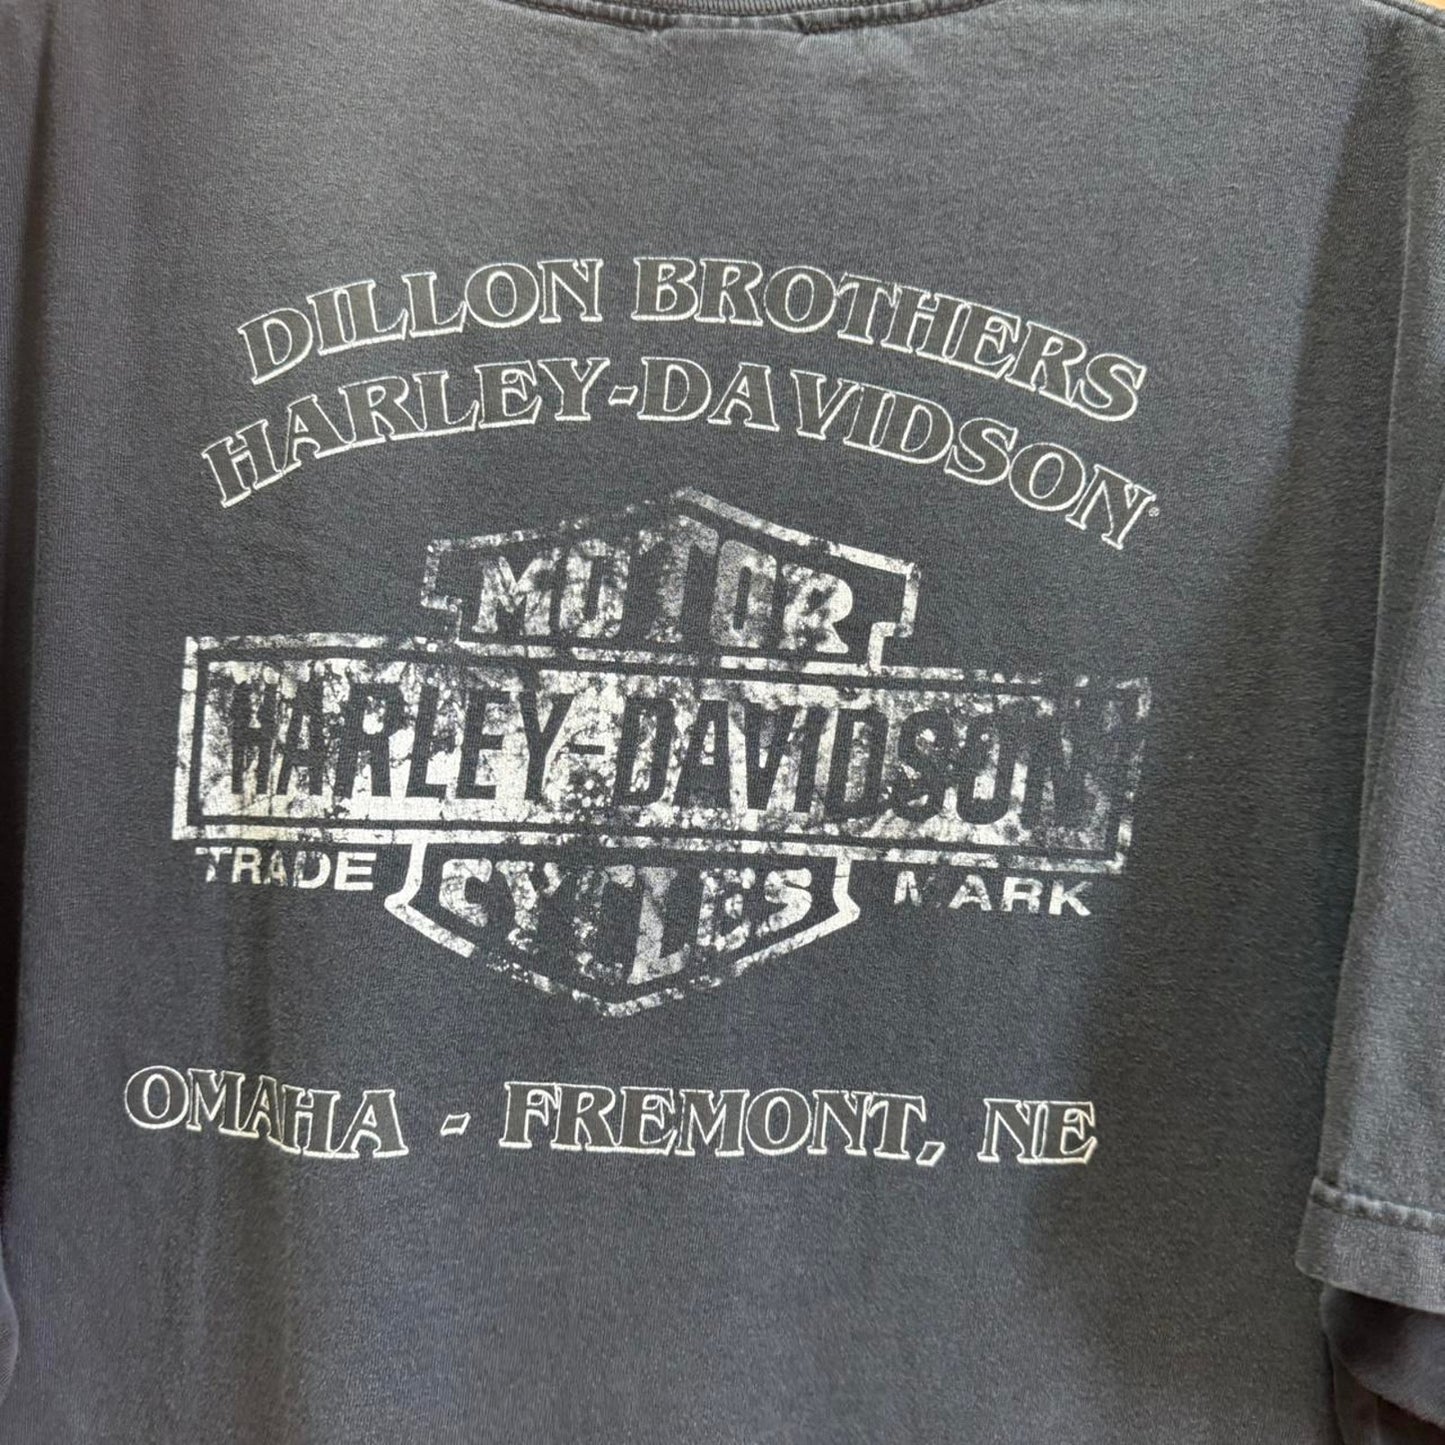 DILLON BROTHERS
HARLEY-DAVIDSON®
MOTOR
HARLEY-DAVIDSON
TRADE MARK
CYCLES
OMAHA - FREMONT, NE